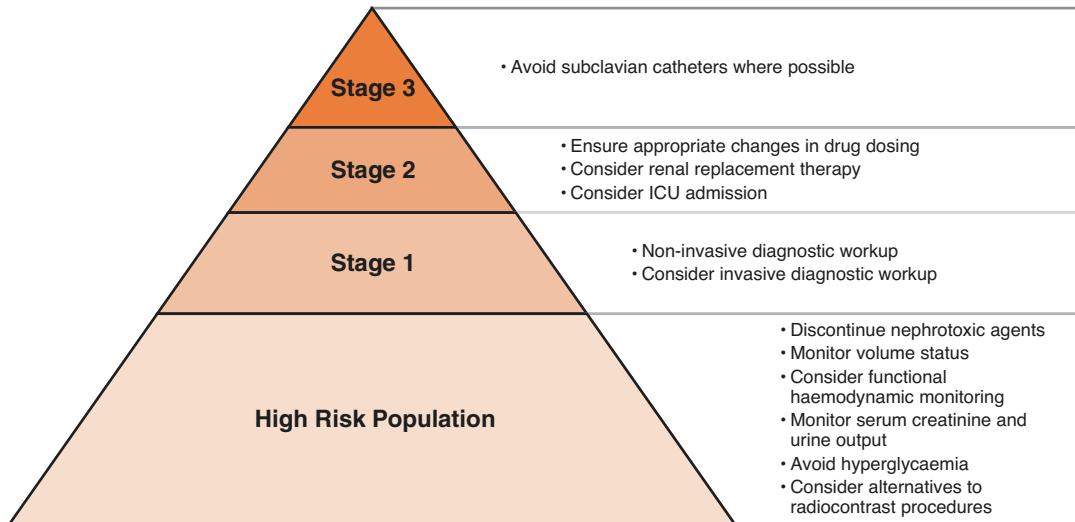 Stage 3
• Avoid subclavian catheters where possible
Stage 2
• Ensure appropriate changes in drug dosing
• Consider renal replacement therapy
• Consider ICU admission
Stage 1
• Non-invasive diagnostic workup
• Consider invasive diagnostic workup
High Risk Population
• Discontinue nephrotoxic agents
• Monitor volume status
• Consider functional
haemodynamic monitoring
• Monitor serum creatinine and
urine output
• Avoid hyperglycaemia
• Consider alternatives to
radiocontrast procedures